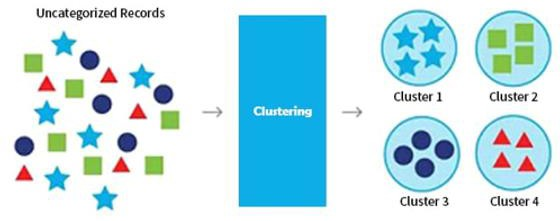 Uncategorized Records
Clustering
Cluster 1
Cluster 2
Cluster 3
Cluster 4